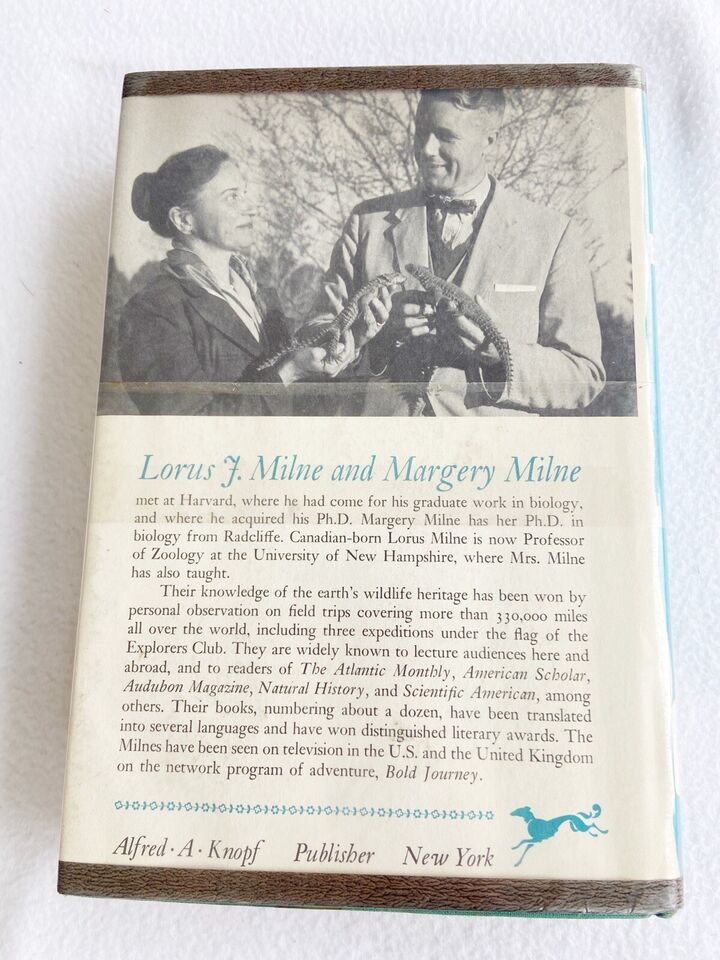 Lorus J. Milne and Margery Milne
met at Harvard, where he had come for his graduate work in biology,
and where he acquired his Ph.D. Margery Milne has her Ph.D. in
biology from Radcliffe. Canadian-born Lorus Milne is now Professor
of Zoology at the University of New Hampshire, where Mrs. Milne
has also taught.
Their knowledge of the earth's wildlife heritage has been won by
personal observation on field trips covering more than 330,000 miles
all over the world, including three expeditions under the flag of the
Explorers Club. They are widely known to lecture audiences here and
abroad, and to readers of The Atlantic Monthly, American Scholar,
Audubon Magazine, Natural History, and Scientific American, among
others. Their books, numbering about a dozen, have been translated
into several languages and have won distinguished literary awards. The
Milnes have been seen on television in the U.S. and the United Kingdom
on the network program of adventure, Bold Journey.
Alfred · A · Knopf Publisher New York